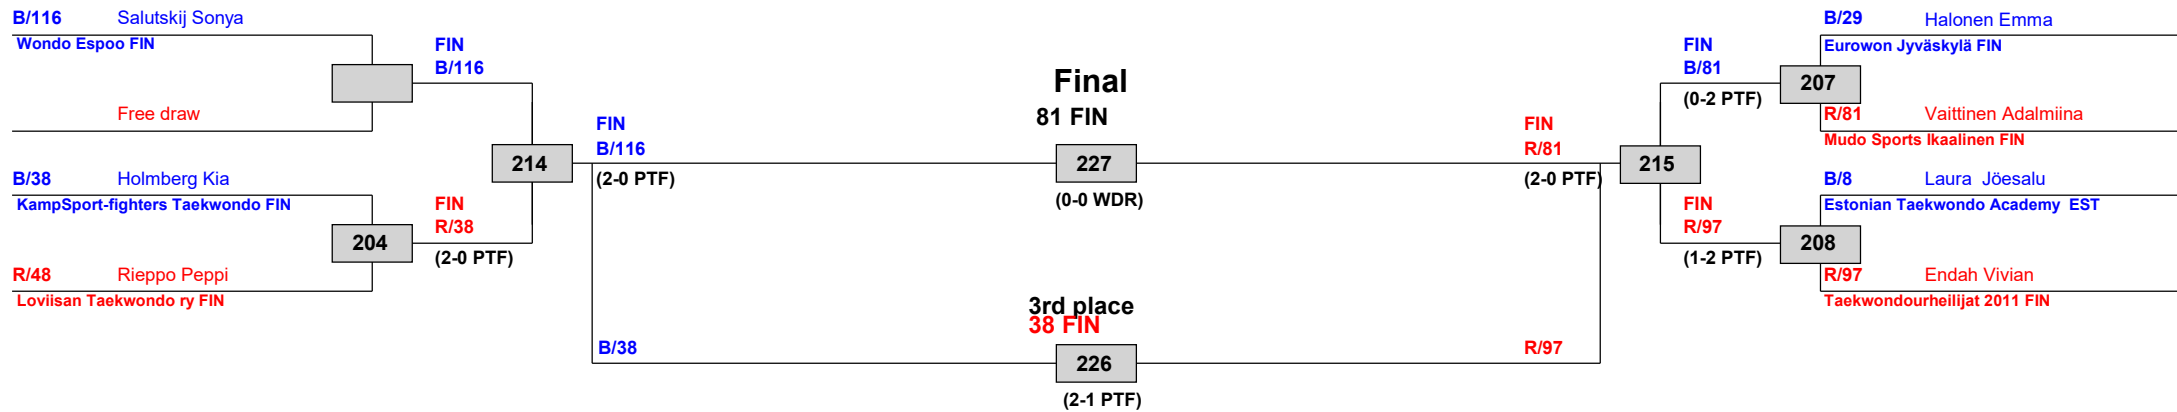 B/116 Salutskij Sonya
Wondo Espoo FIN
Free draw
FIN
B/116
B/38 Holmberg Kia
KampSport-fighters Taekwondo FIN
204
R/48 Rieppo Peppi
Loviisan Taekwondo ry FIN
FIN
R/38
(2-0 PTF)
214
FIN
B/116
(2-0 PTF)
Final
81 FIN
227
(0-0 WDR)
3rd place
38 FIN
B/38
226
R/97
(2-1 PTF)
FIN
R/81
(2-0 PTF)
215
FIN
B/81
(0-2 PTF)
FIN
R/97
(1-2 PTF)
B/29 Halonen Emma
Eurowon Jyväskylä FIN
207
R/81 Vaittinen Adalmiina
Mudo Sports Ikaalinen FIN
B/8 Laura Jöesalu
Estonian Taekwondo Academy EST
208
R/97 Endah Vivian
Taekwondourheilijat 2011 FIN